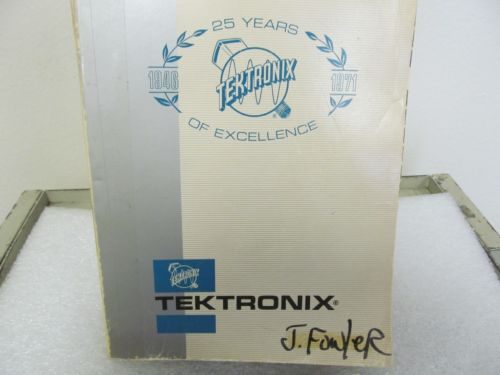 25 YEARS
1946 TEKTRONIX 1971
OF EXCELLENCE
TEKTRONIX
TEKTRONIX®
J. Fowler